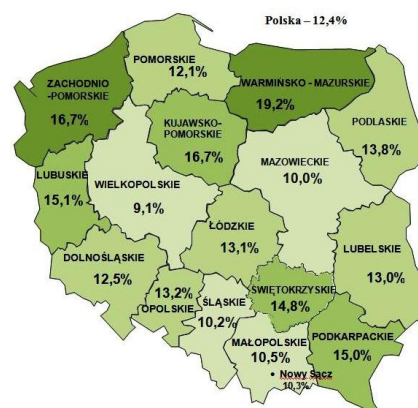 Polska – 12,4%
POMORSKIE
12,1%
ZACHODNIO
-POMORSKIE
16,7%
WARMIŃSKO - MAZURSKIE
19,2%
KUJAWSKO-
POMORSKIE
16,7%
PODLASKIE
13,8%
MAZOWIECKIE
10,0%
LUBUSKIE
15,1%
WIELKOPOLSKIE
9,1%
ŁÓDZKIE
13,1%
LUBELSKIE
13,0%
DOLNOŚLĄSKIE
12,5%
13,2%
OPOLSKIE
ŚLĄSKIE
10,2%
ŚWIĘTOKRZYSKIE
14,8%
MAŁOPOLSKIE
10,5%
PODKARPACKIE
15,0%
• Nowy Sącz
10,3%